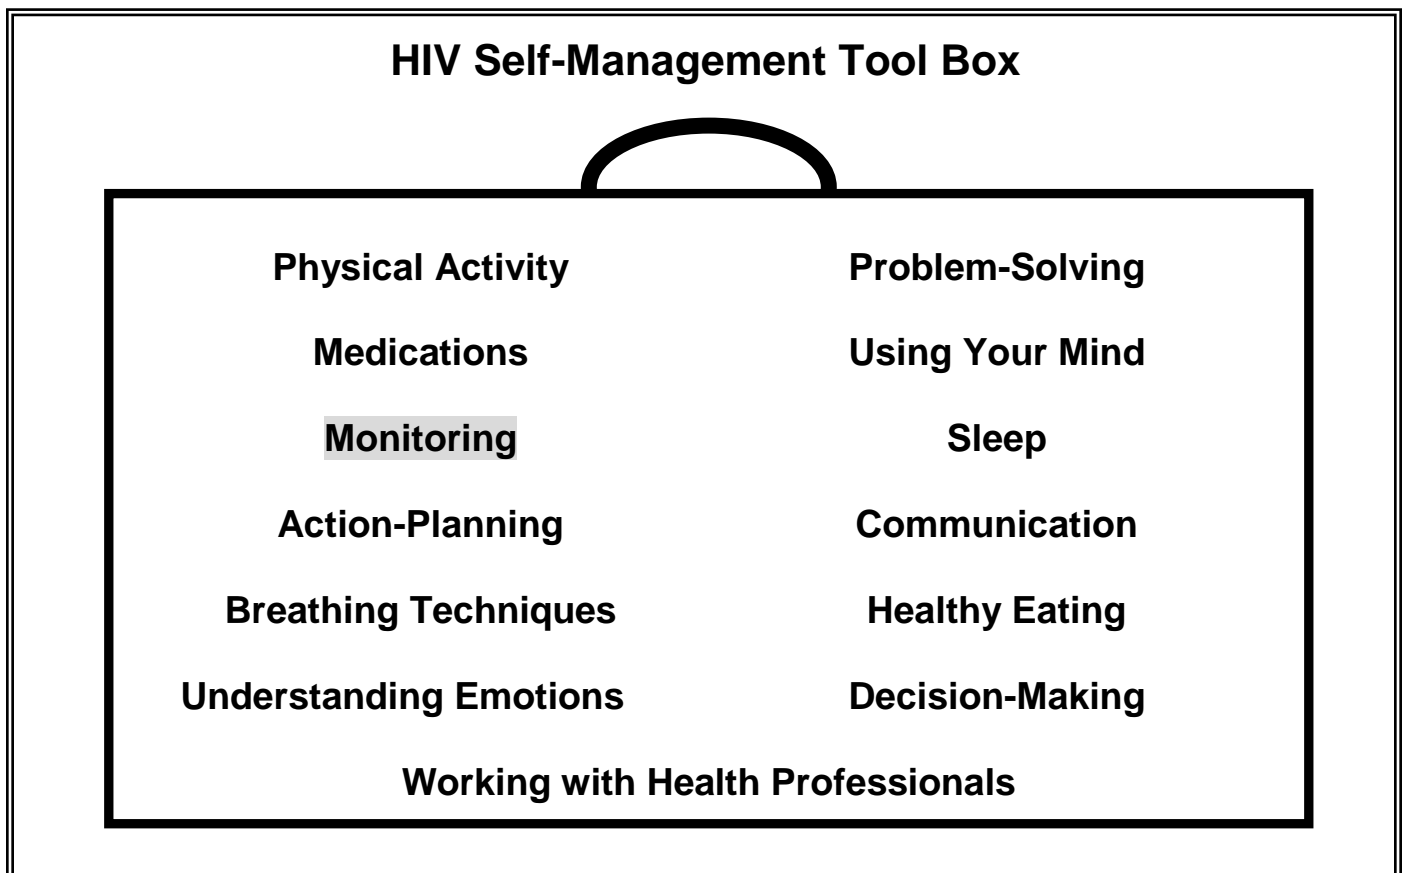 HIV Self-Management Tool Box
Physical Activity Problem-Solving
Medications Using Your Mind
Monitoring Sleep
Action-Planning Communication
Breathing Techniques Healthy Eating
Understanding Emotions Decision-Making
Working with Health Professionals